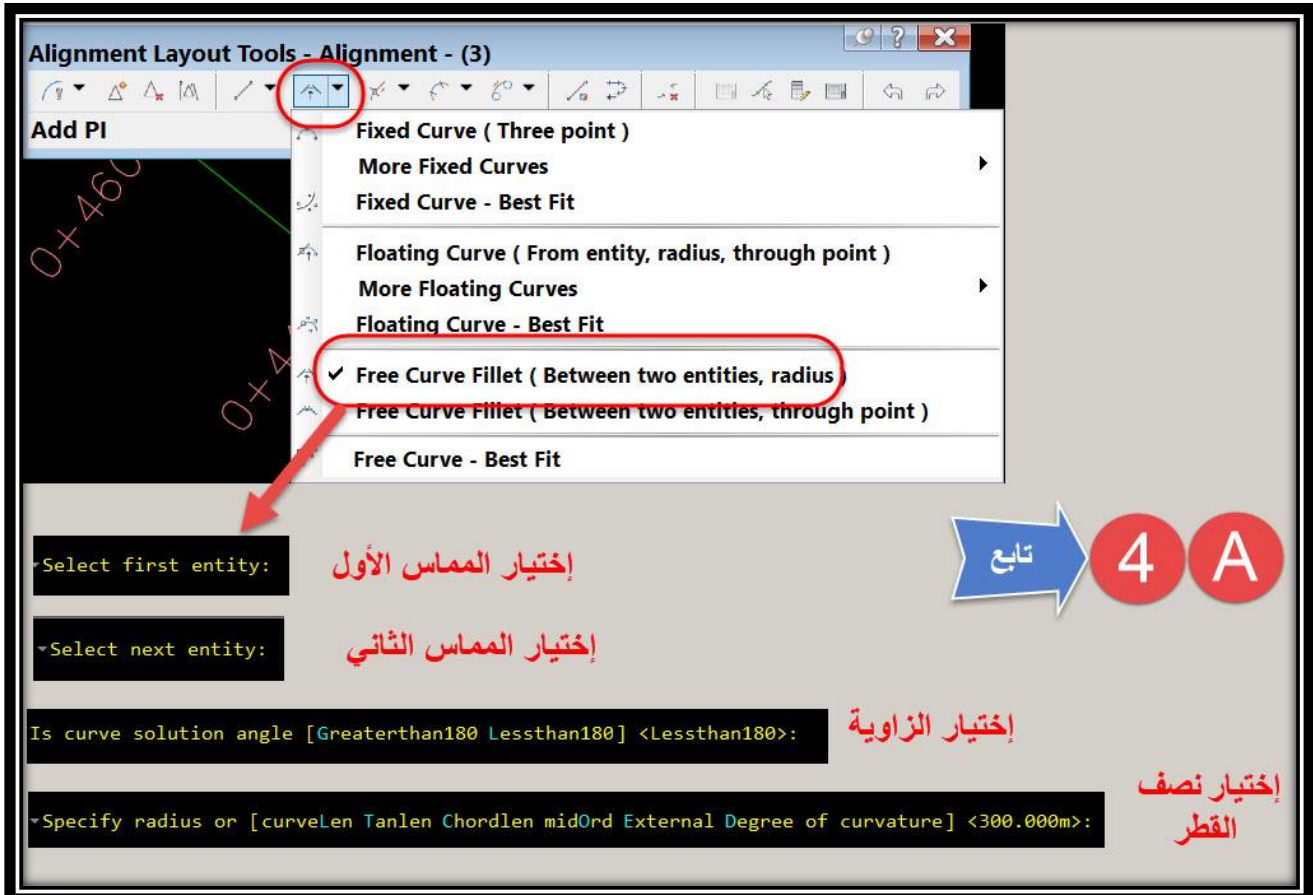 Alignment Layout Tools - Alignment - (3)
Add PI
Fixed Curve ( Three point )
More Fixed Curves
Fixed Curve - Best Fit
Floating Curve ( From entity, radius, through point )
More Floating Curves
Floating Curve - Best Fit
Free Curve Fillet ( Between two entities, radius )
Free Curve Fillet ( Between two entities, through point )
Free Curve - Best Fit
0+460
تابع
4
A
Select first entity:
إختيار المماس الأول
Select next entity:
إختيار المماس الثاني
Is curve solution angle [Greaterthan180 Lessthan180] <Lessthan180>:
إختيار الزاوية
Specify radius or [curveLen Tanlen Chordlen midOrd External Degree of curvature] <300.000m>:
إختيار نصف
القطر